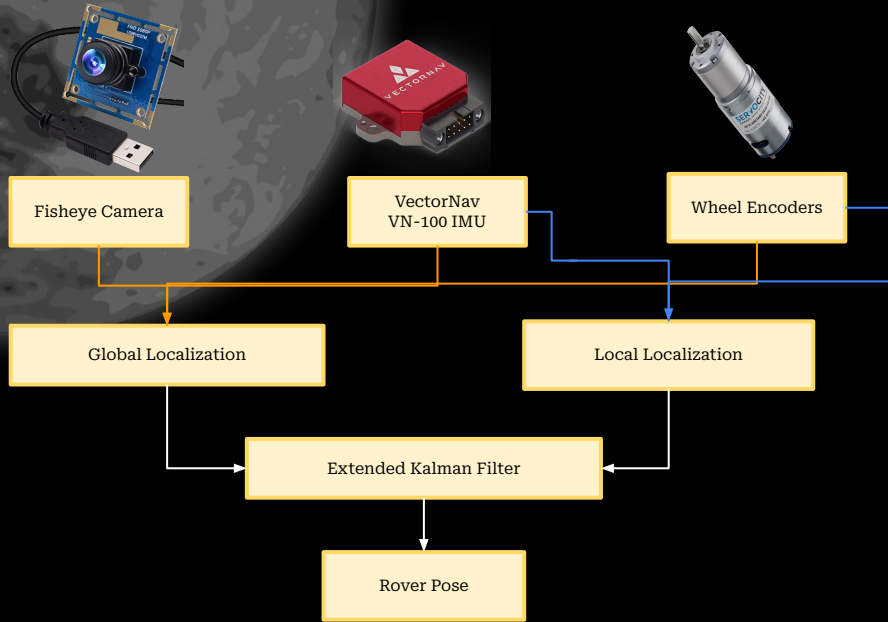 VECTORNAV
SERVOCITY
Fisheye Camera
VectorNav
VN-100 IMU
Wheel Encoders
Global Localization
Local Localization
Extended Kalman Filter
Rover Pose